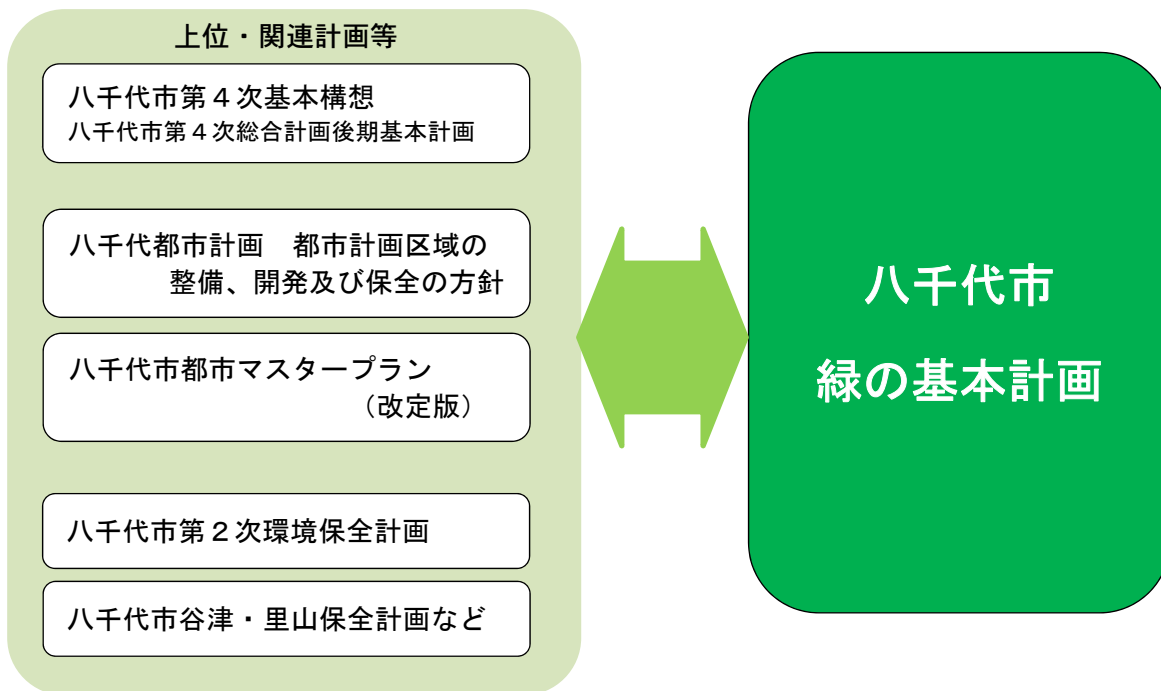 上位・関連計画等
八千代市第４次基本構想
八千代市第４次総合計画後期基本計画
八千代都市計画　都市計画区域の
整備、開発及び保全の方針
八千代市都市マスタープラン
（改定版）
八千代市第２次環境保全計画
八千代市谷津・里山保全計画など
八千代市
緑の基本計画